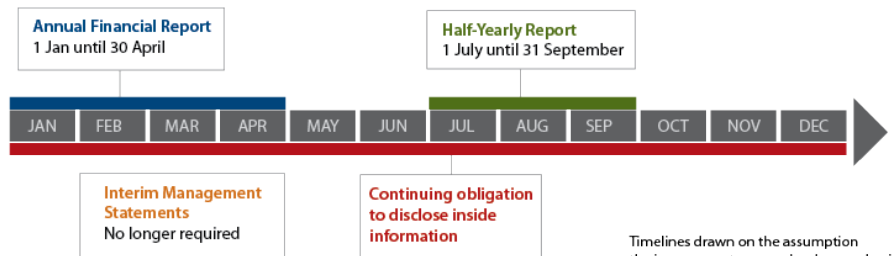 Annual Financial Report
1 Jan until 30 April
Half-Yearly Report
1 July until 31 September
JAN FEB MAR APR MAY JUN JUL AUG SEP OCT NOV DEC
Interim Management
Statements
No longer required
Continuing obligation
to disclose inside
information
Timelines drawn on the assumption